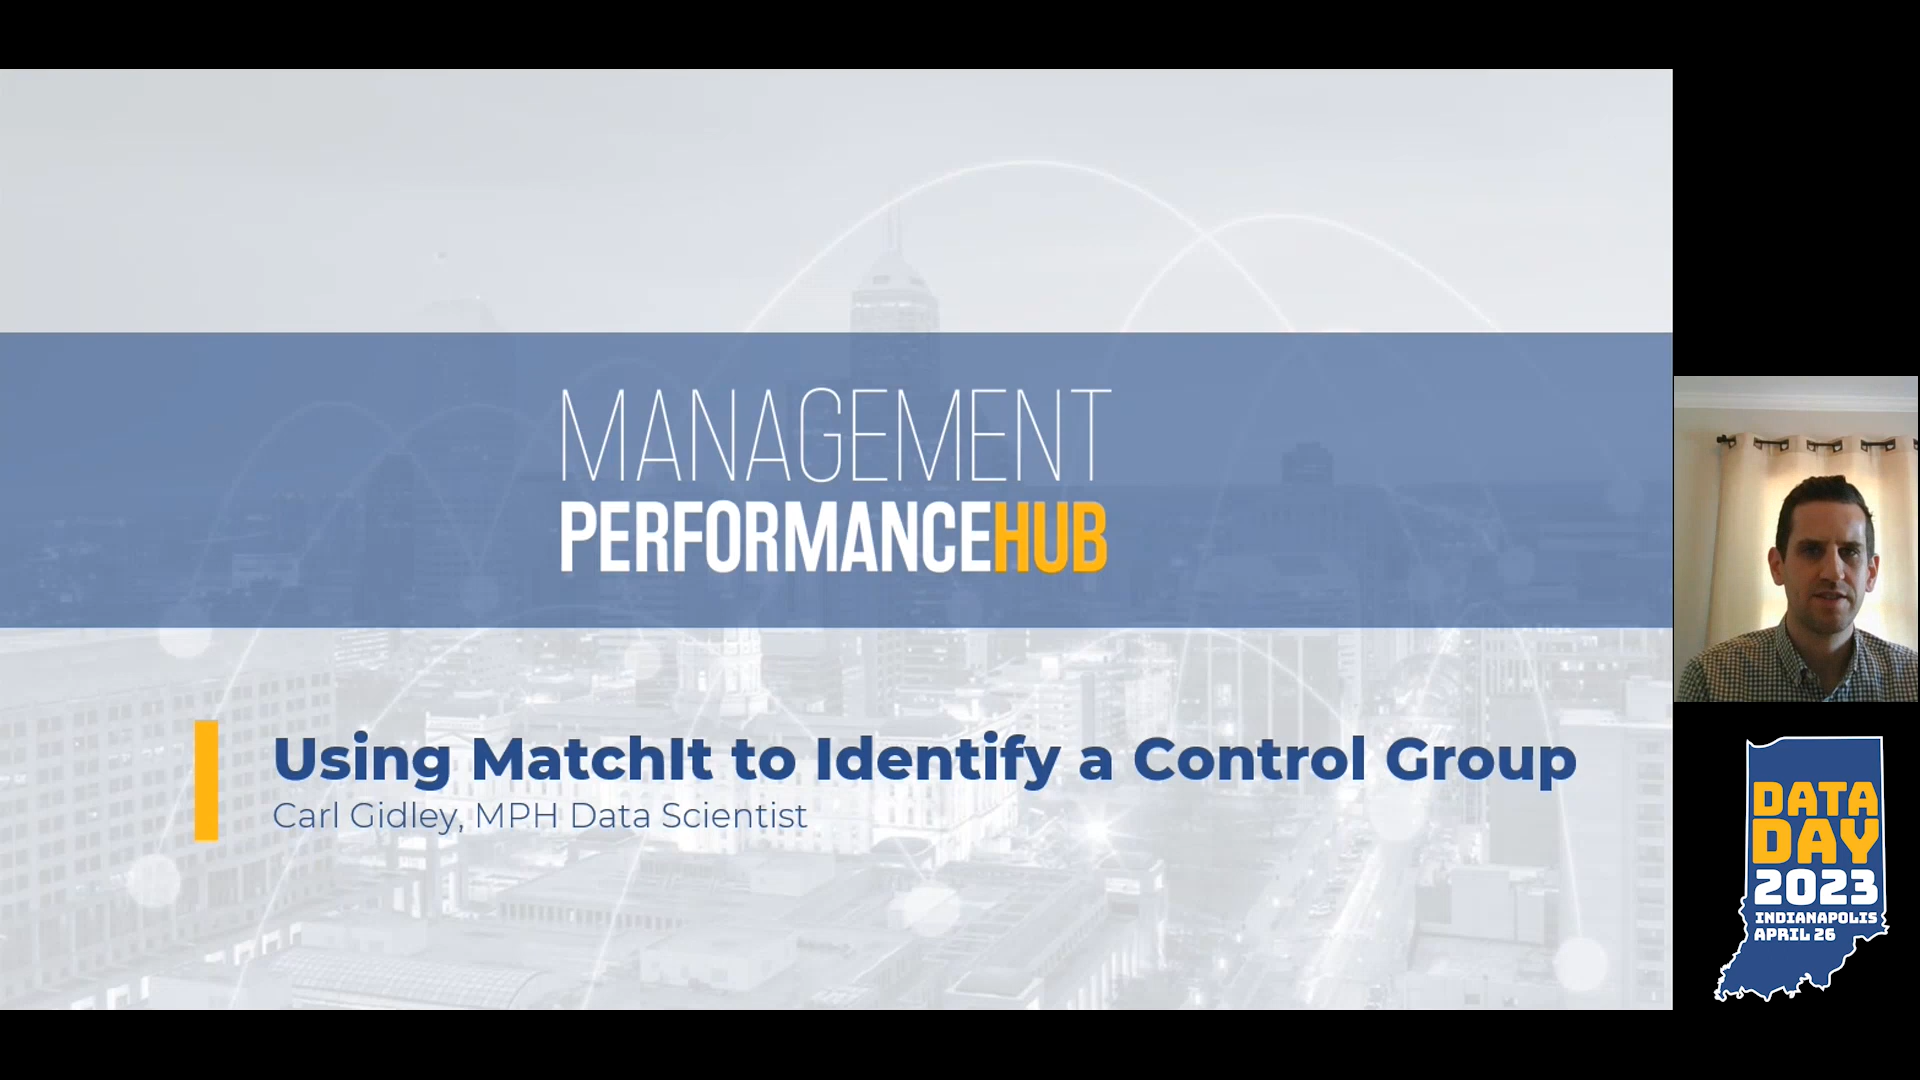 MANAGEMENT
PERFORMANCEHUB
Using MatchIt to Identify a Control Group
Carl Gidley, MPH Data Scientist
DATA
DAY
2023
INDIANAPOLIS
APRIL 26